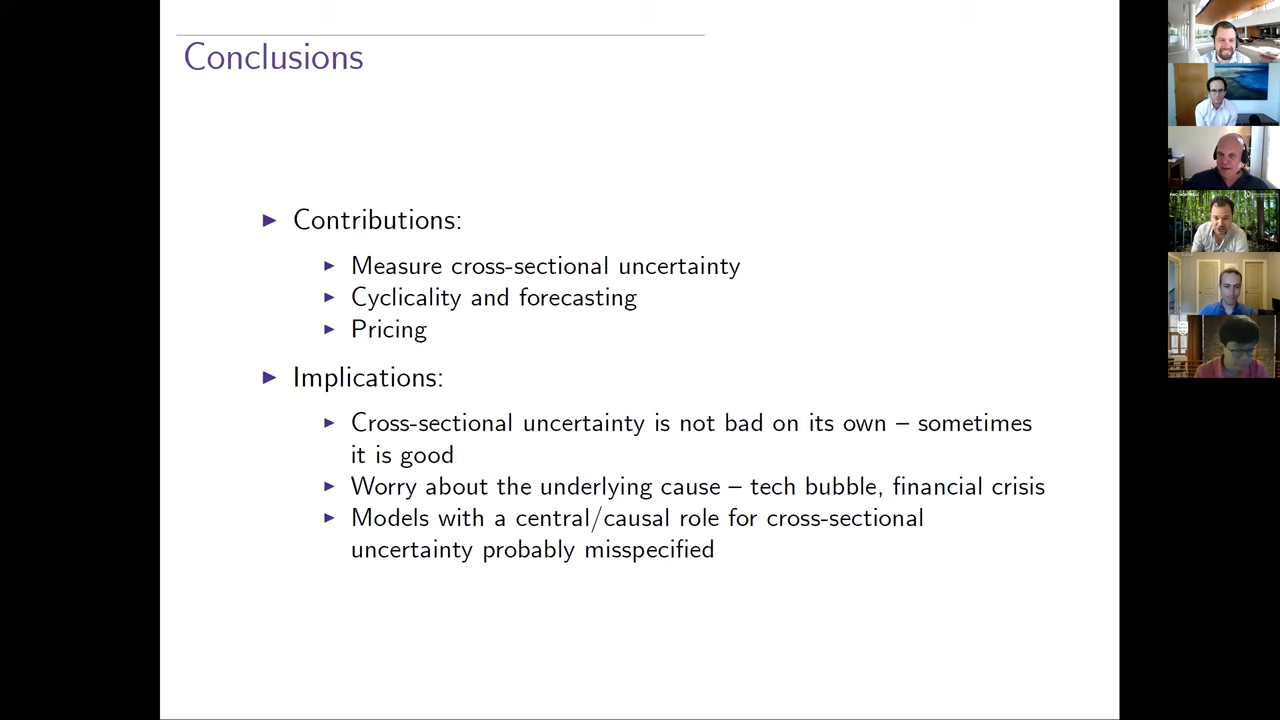 Conclusions
▶ Contributions:
▶ Measure cross-sectional uncertainty
▶ Cyclicality and forecasting
▶ Pricing
▶ Implications:
▶ Cross-sectional uncertainty is not bad on its own – sometimes
it is good
▶ Worry about the underlying cause – tech bubble, financial crisis
▶ Models with a central/causal role for cross-sectional
uncertainty probably misspecified